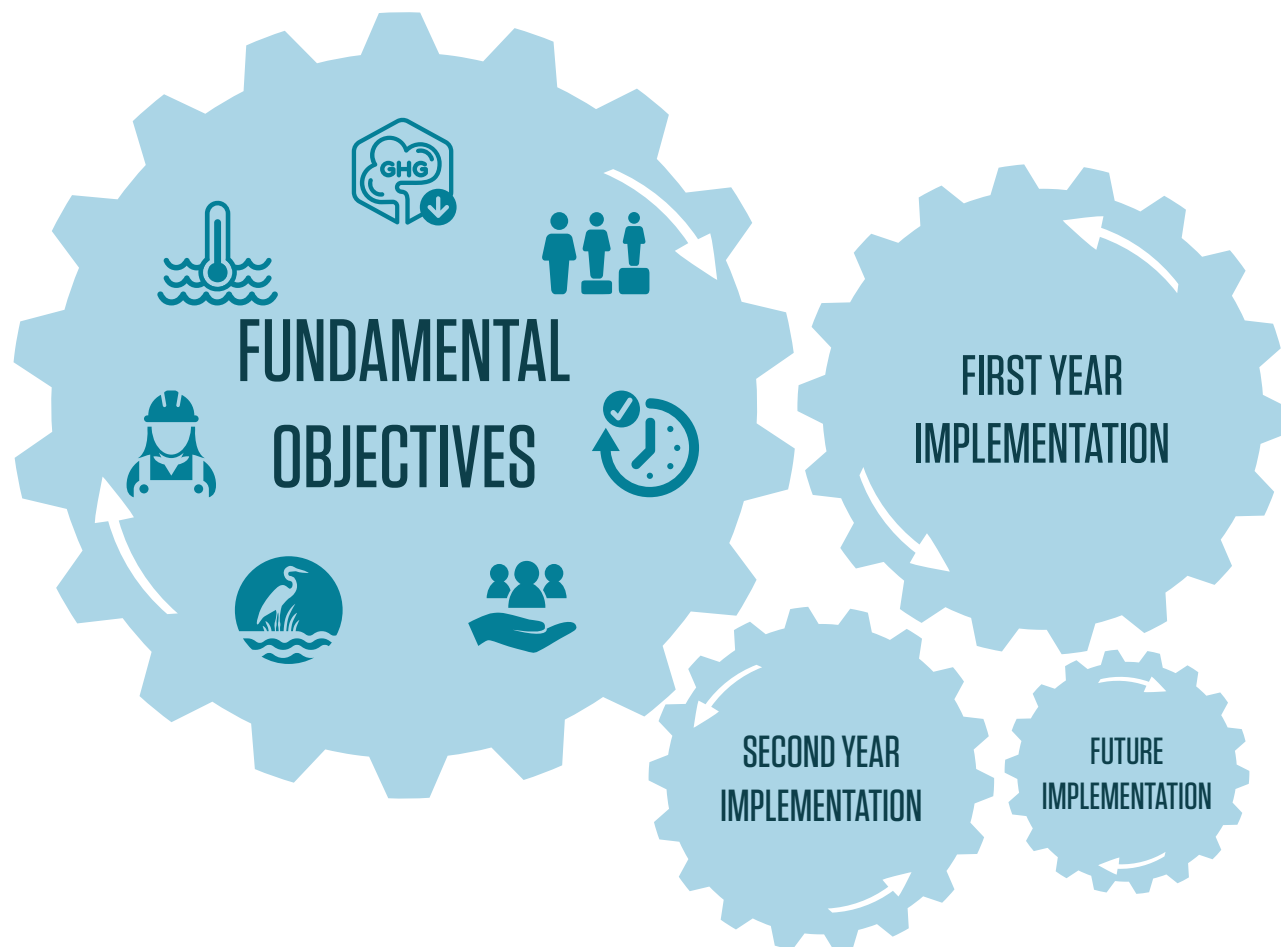 GHG
FUNDAMENTAL
OBJECTIVES
FIRST YEAR
IMPLEMENTATION
SECOND YEAR
IMPLEMENTATION
FUTURE
IMPLEMENTATION